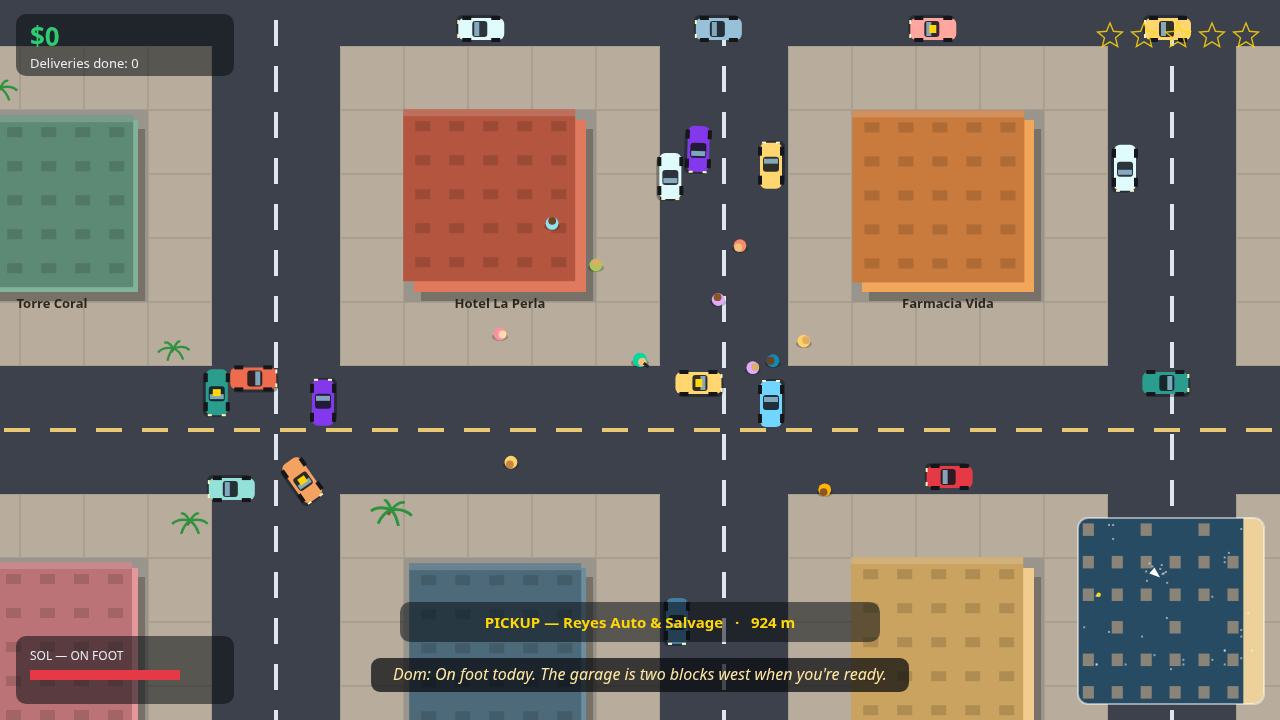 $0
Deliveries done: 0
Torre Coral
Hotel La Perla
Farmacia Vida
PICKUP — Reyes Auto & Salvage · 924 m
SOL — ON FOOT
Dom: On foot today. The garage is two blocks west when you're ready.